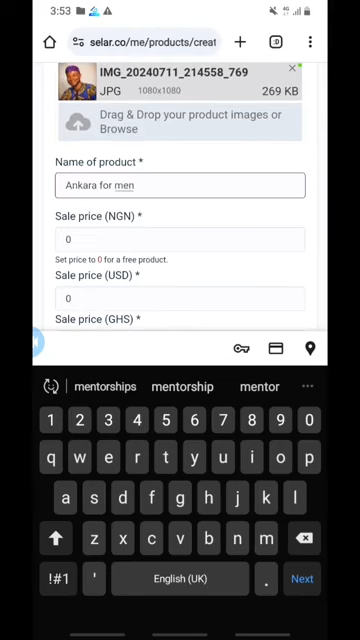 3:53
selar.co/me/products/creat
:D
IMG_20240711_214558_769
JPG 1080x1080 269 KB
Drag & Drop your product images or
Browse
Name of product *
Ankara for men
Sale price (NGN) *
0
Set price to 0 for a free product.
Sale price (USD) *
0
Sale price (GHS) *
mentorships mentorship mentor
1 2 3 4 5 6 7 8 9 0
q w e r t y u i o p
a s d f g h j k l
z x c v b n m
!#1 ' English (UK) . Next